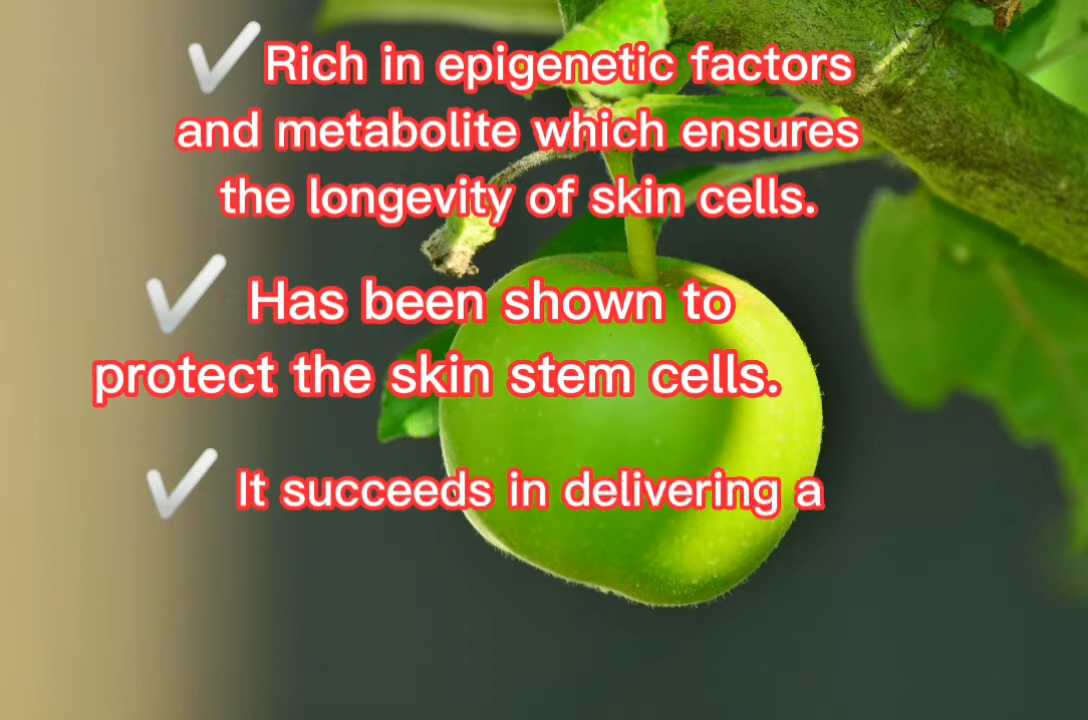 ✔ Rich in epigenetic factors
and metabolite which ensures
the longevity of skin cells.
✔ Has been shown to
protect the skin stem cells.
✔ It succeeds in delivering a